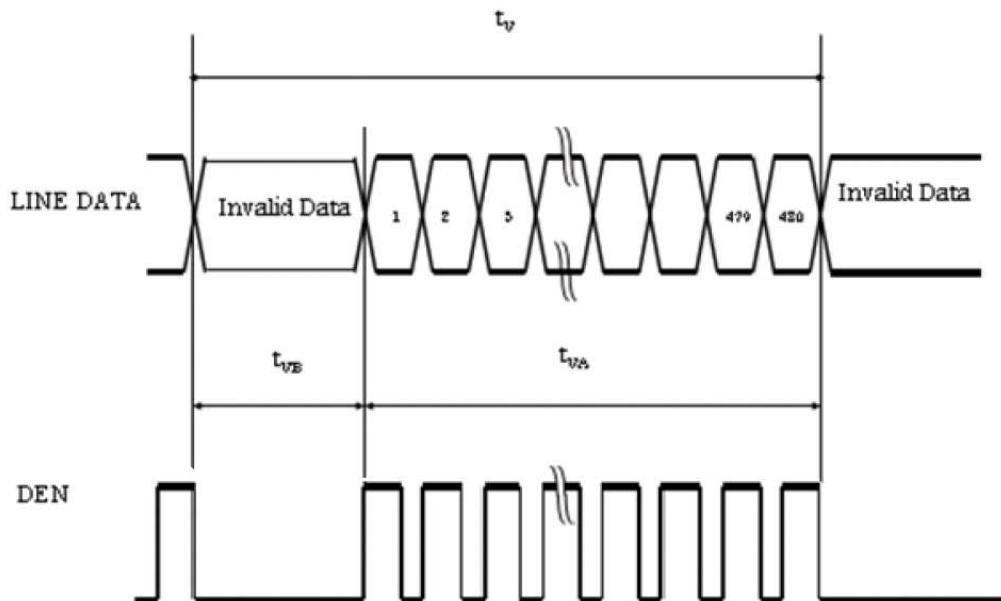 tv
LINE DATA
Invalid Data
1
2
3
479
480
Invalid Data
tVB
tVA
DEN